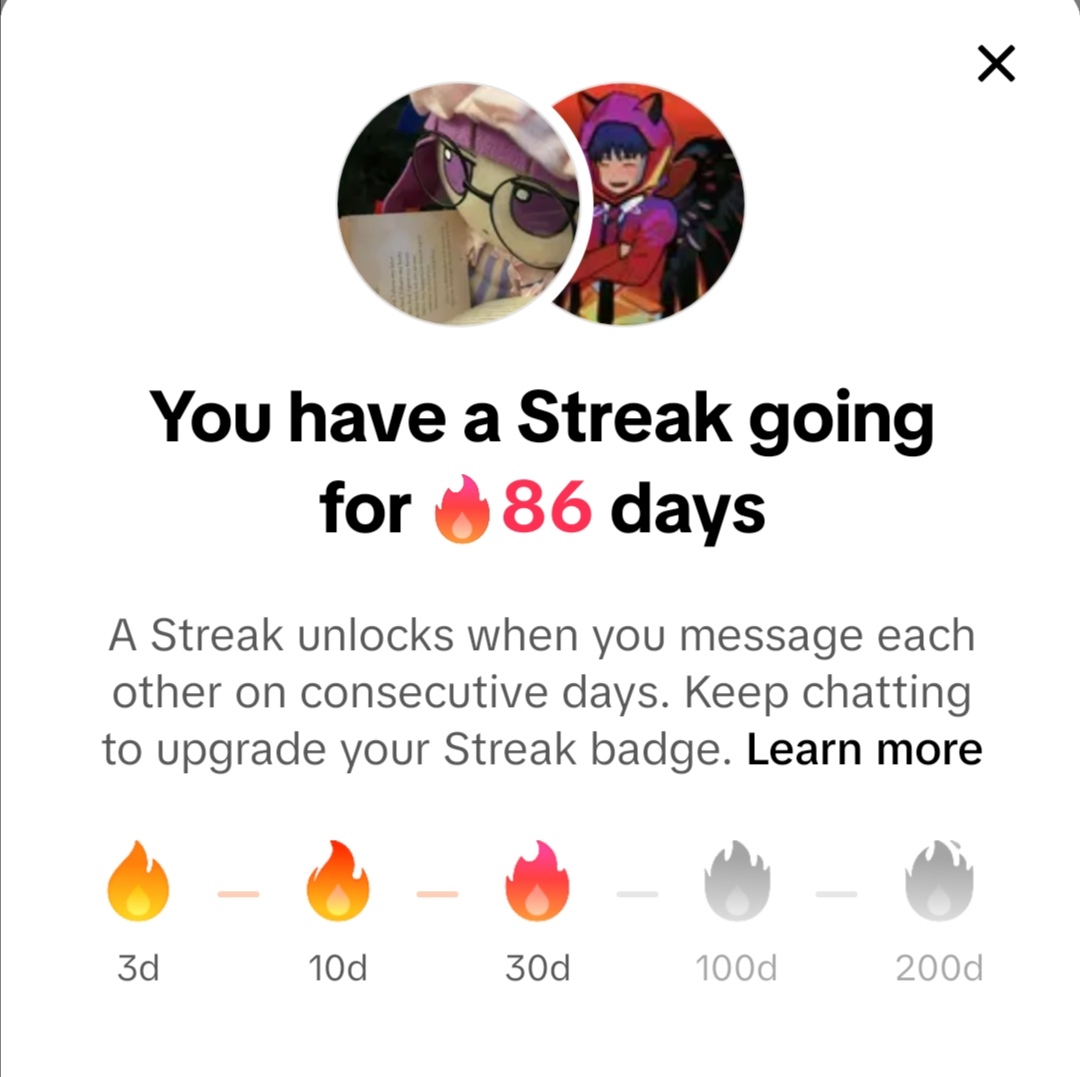 You have a Streak going
for 🔥86 days
A Streak unlocks when you message each
other on consecutive days. Keep chatting
to upgrade your Streak badge. Learn more
3d
10d
30d
100d
200d